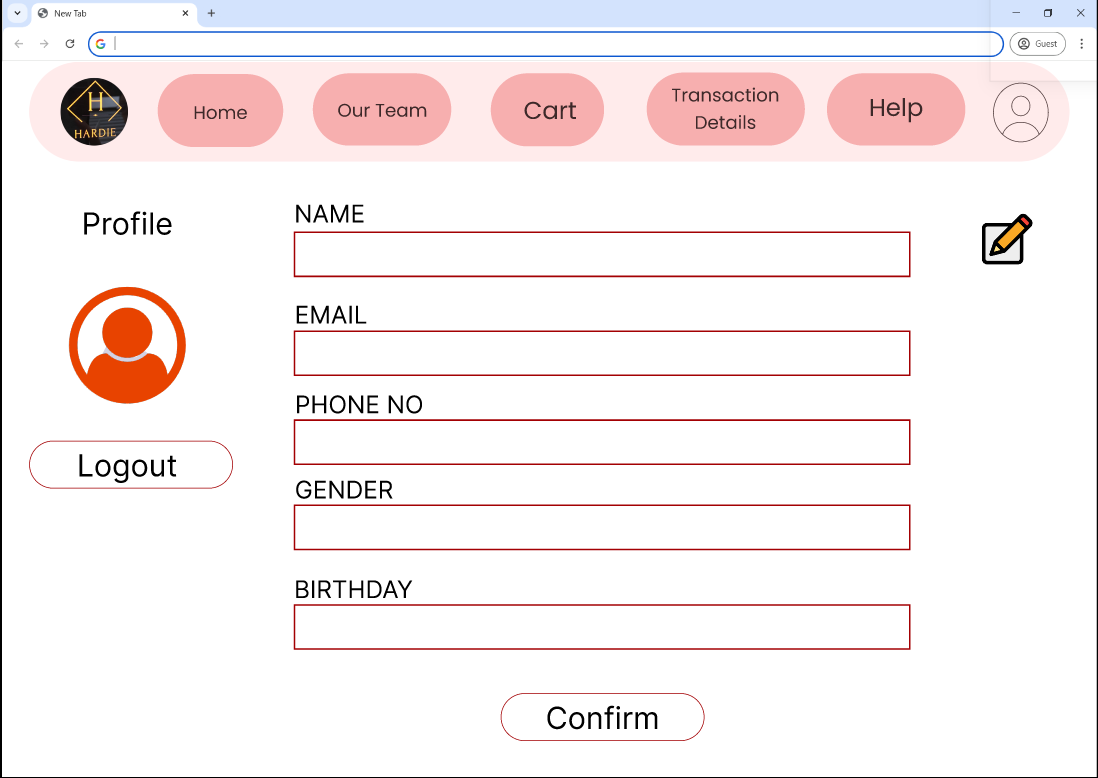 New Tab
Guest
H
HARDIE
Home
Our Team
Cart
Transaction
Details
Help
Profile
NAME
EMAIL
PHONE NO
Logout
GENDER
BIRTHDAY
Confirm